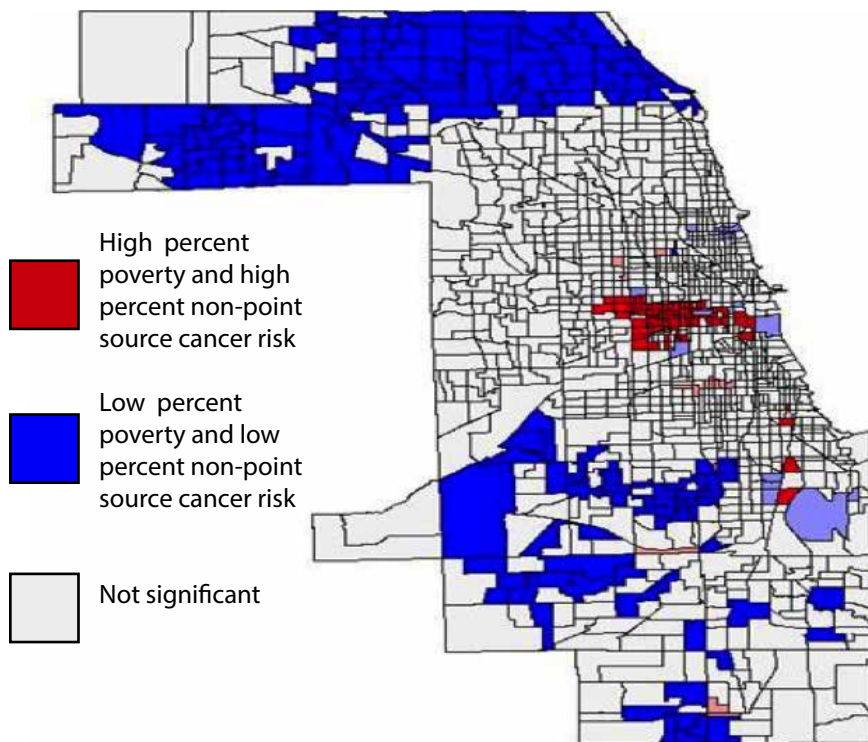 High percent
poverty and high
percent non-point
source cancer risk
Low percent
poverty and low
percent non-point
source cancer risk
Not significant